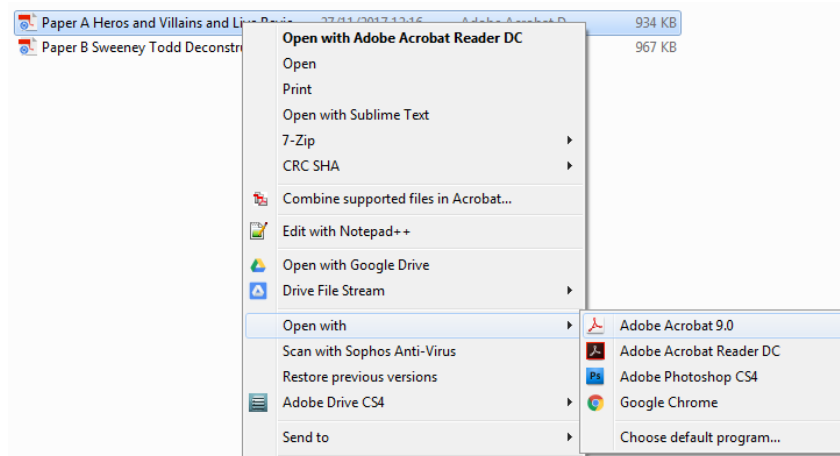 Paper A Heros and Villains and Live 27/11/2017 12:16 Adobe Acrobat D... 934 KB
Paper B Sweeney Todd 967 KB
Open with Adobe Acrobat Reader DC
Open
Print
Open with Sublime Text
7-Zip
CRC SHA
Combine supported files in Acrobat...
Edit with Notepad++
Open with Google Drive
Drive File Stream
Open with
Scan with Sophos Anti-Virus
Restore previous versions
Adobe Drive CS4
Send to
Adobe Acrobat 9.0
Adobe Acrobat Reader DC
Adobe Photoshop CS4
Google Chrome
Choose default program...